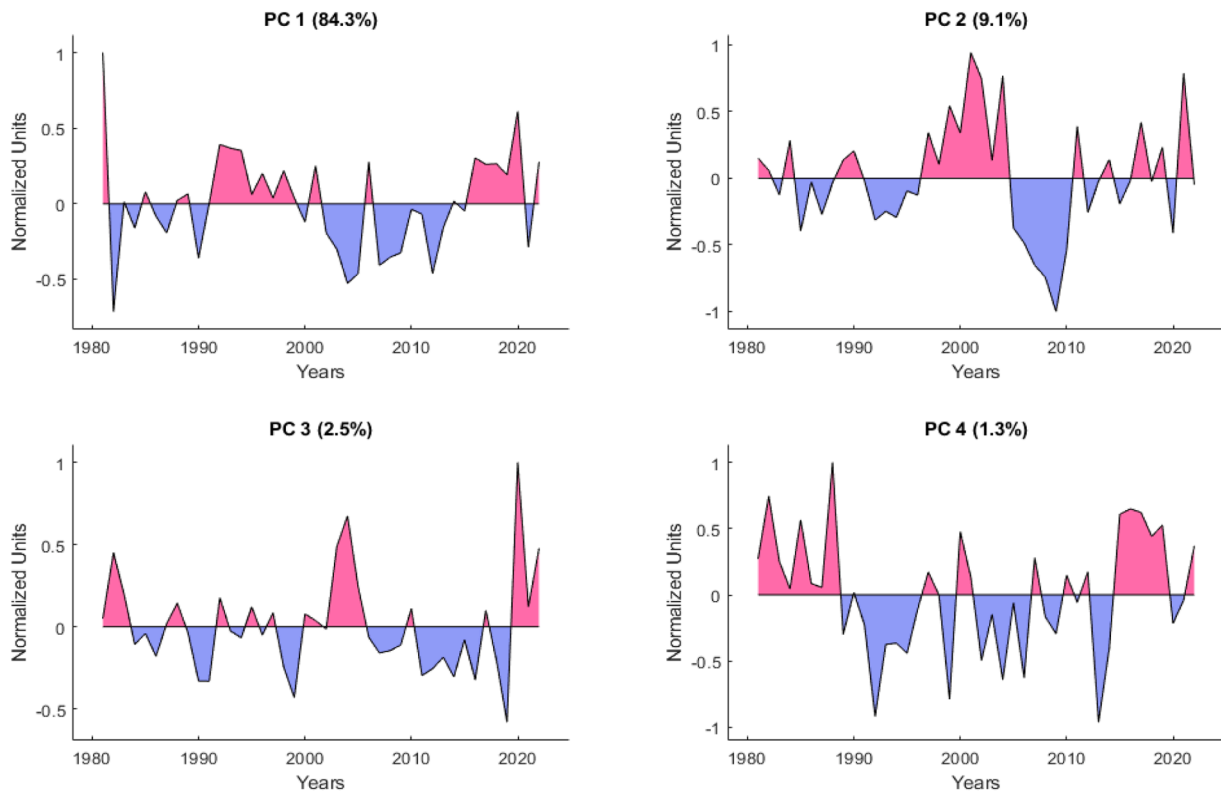 PC 1 (84.3%)
1
0.5
0
-0.5
Normalized Units
1980 1990 2000 2010 2020
Years
PC 2 (9.1%)
1
0.5
0
-0.5
-1
Normalized Units
1980 1990 2000 2010 2020
Years
PC 3 (2.5%)
1
0.5
0
-0.5
Normalized Units
1980 1990 2000 2010 2020
Years
PC 4 (1.3%)
1
0.5
0
-0.5
-1
Normalized Units
1980 1990 2000 2010 2020
Years